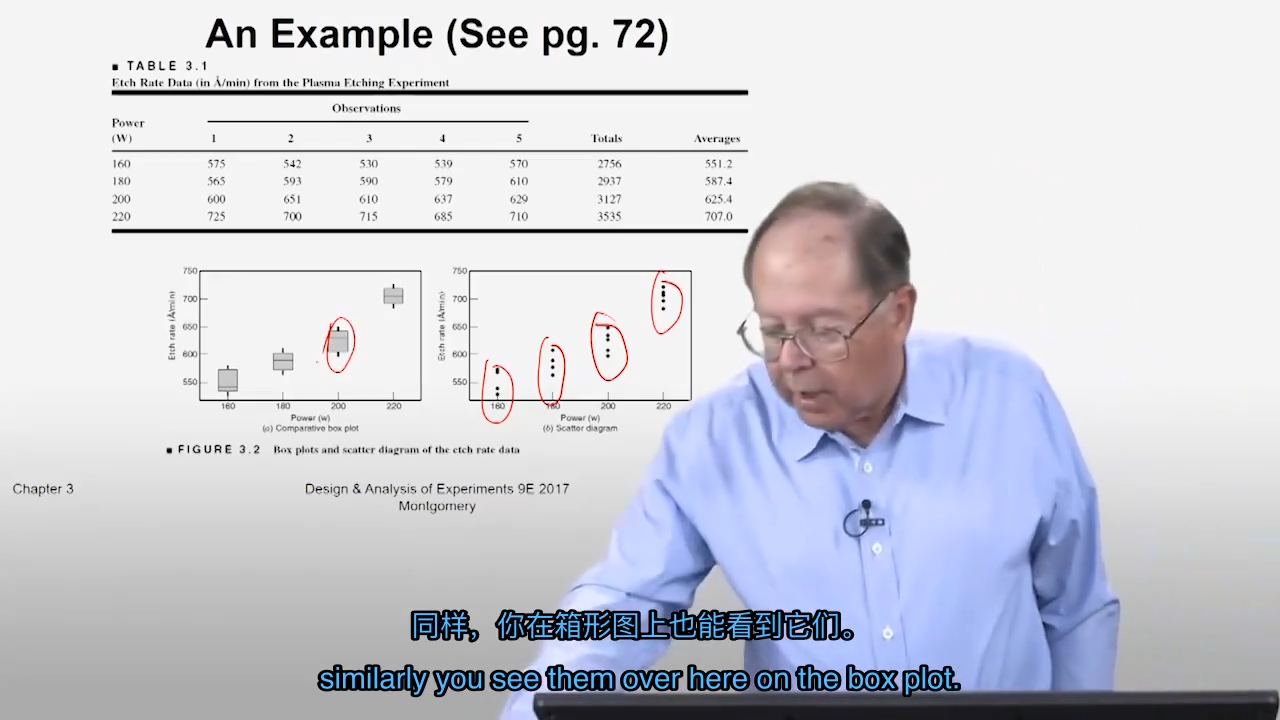 An Example (See pg. 72)
■ TABLE 3.1
Etch Rate Data (in Å/min) from the Plasma Etching Experiment
Observations
Power
(W) 1 2 3 4 5 Totals Averages
160 575 542 530 539 570 2756 551.2
180 565 593 590 579 610 2937 587.4
200 600 651 610 637 629 3127 625.4
220 725 700 715 685 710 3535 707.0
Etch rate (Å/min)
750
700
650
600
550
160 180 200 220
Power (w)
(a) Comparative box plot
Etch rate (Å/min)
750
700
650
600
550
160 180 200 220
Power (w)
(b) Scatter diagram
■ FIGURE 3.2 Box plots and scatter diagram of the etch rate data
Chapter 3
Design & Analysis of Experiments 9E 2017
Montgomery
同样，你在箱形图上也能看到它们。
similarly you see them over here on the box plot.